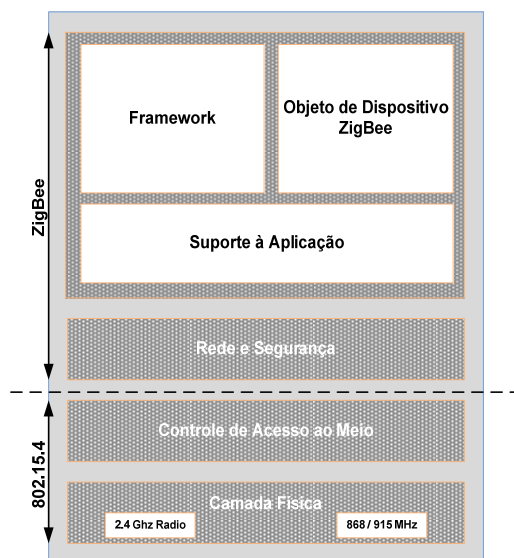 ZigBee
Framework
Objeto de Dispositivo
ZigBee
Suporte à Aplicação
Rede e Segurança
802.15.4
Controle de Acesso ao Meio
Camada Física
2.4 Ghz Radio
868 / 915 MHz